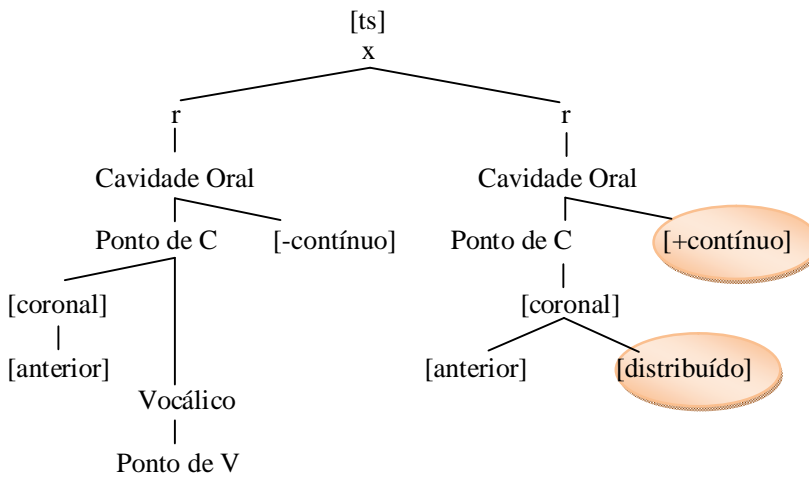 [ts]
x
r r
Cavidade Oral Cavidade Oral
Ponto de C [-contínuo] Ponto de C [+contínuo]
[coronal] [coronal]
[anterior] [anterior] [distribuído]
Vocálico
Ponto de V